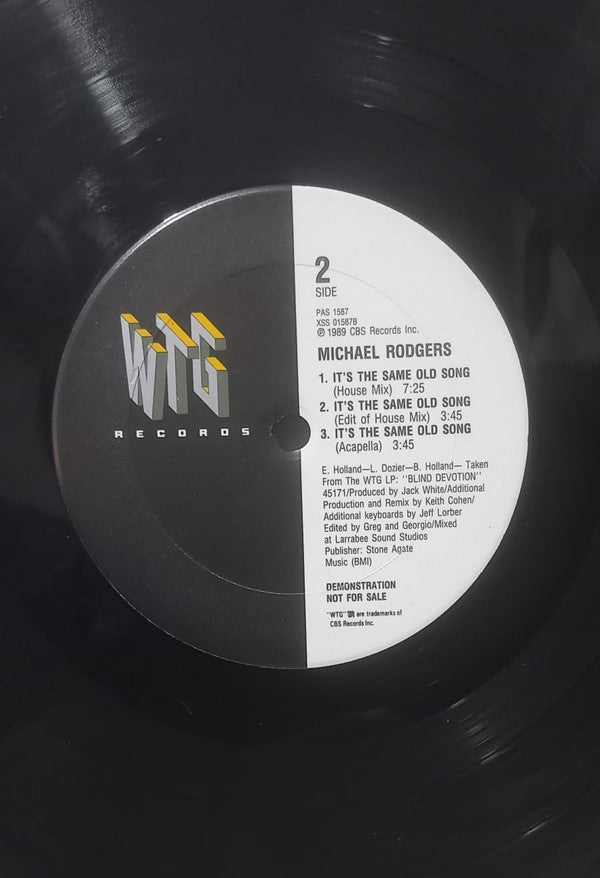 WTG
RECORDS
2
SIDE
PAS 1587
XSS 01587B
℗ 1989 CBS Records Inc.
MICHAEL RODGERS
1. IT'S THE SAME OLD SONG
(House Mix) 7:25
2. IT'S THE SAME OLD SONG
(Edit of House Mix) 3:45
3. IT'S THE SAME OLD SONG
(Acapella) 3:45
E. Holland—L. Dozier—B. Holland— Taken
From The WTG LP: "BLIND DEVOTION"
45171/Produced by Jack White/Additional
Production and Remix by Keith Cohen/
Additional keyboards by Jeff Lorber
Edited by Greg and Georgio/Mixed
at Larrabee Sound Studios
Publisher: Stone Agate
Music (BMI)
DEMONSTRATION
NOT FOR SALE
"WTG" are trademarks of
CBS Records Inc.